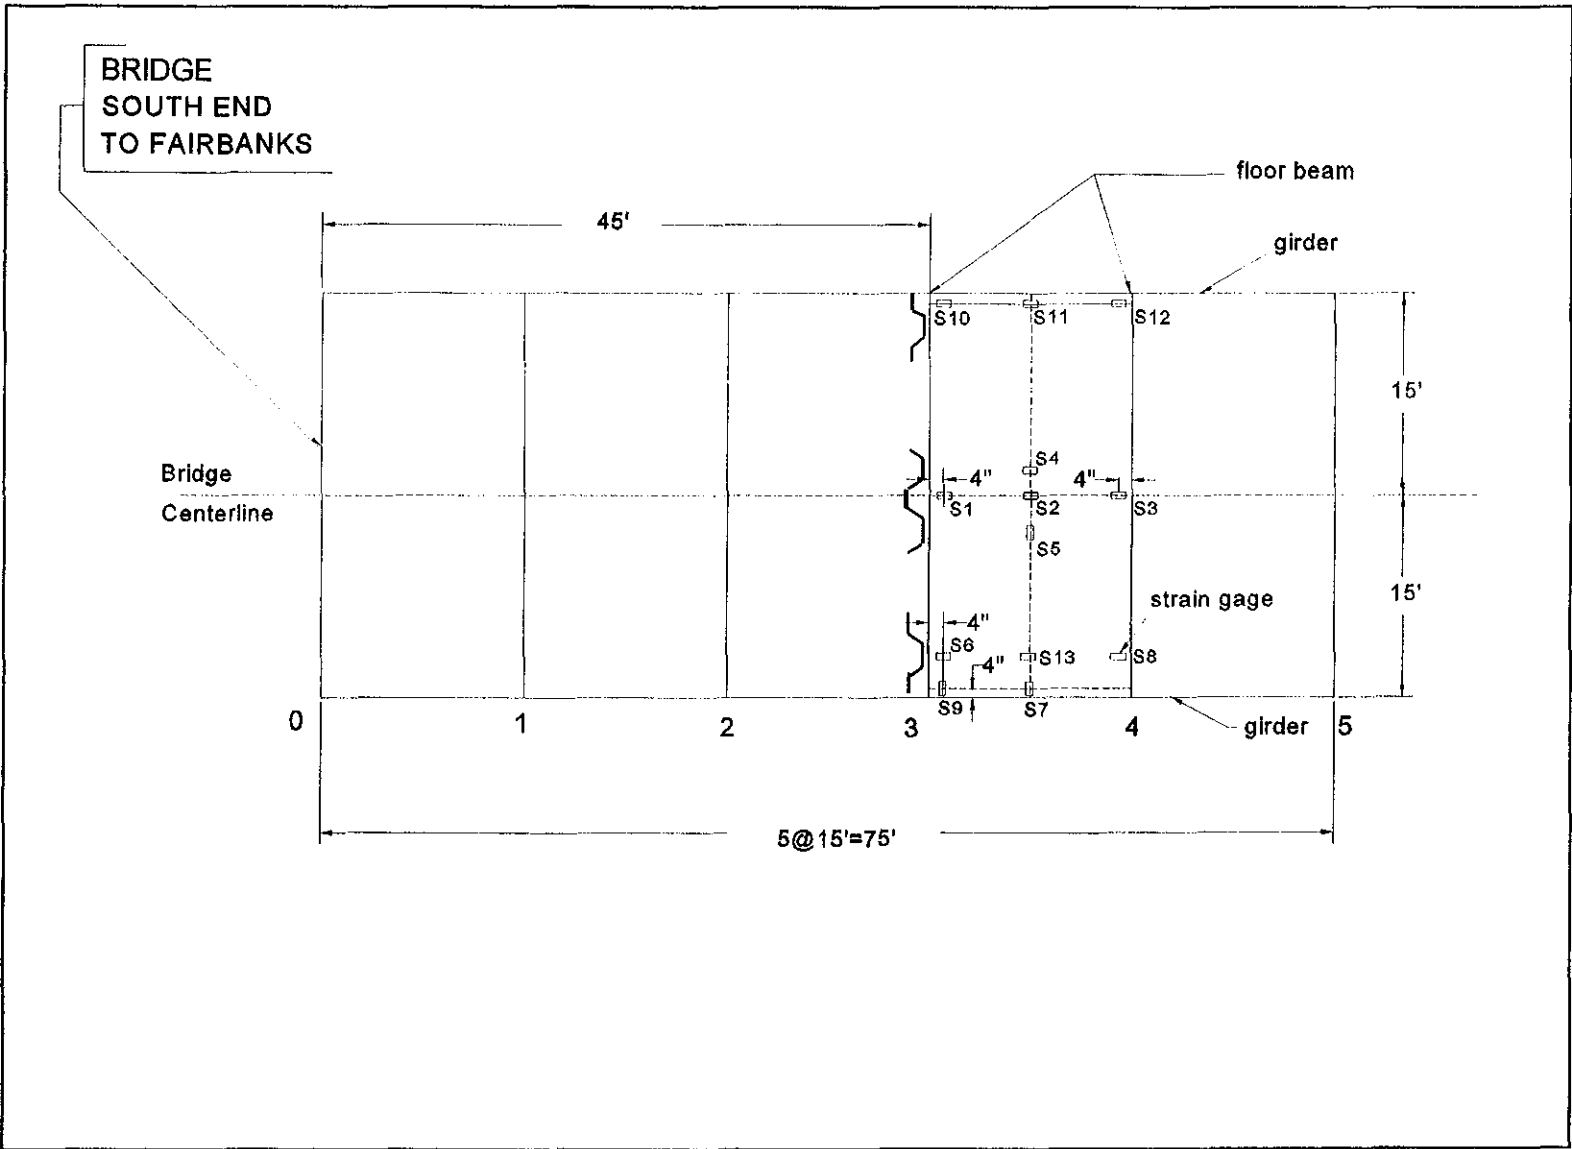 BRIDGE
SOUTH END
TO FAIRBANKS
floor beam
45'
girder
S10
S11
S12
15'
S4
Bridge
4"
4"
Centerline
S1
S2
S3
S5
15'
strain gage
4"
S6
S13
S8
4"
S9
S7
0
1
2
3
4
girder
5
5@15'=75'